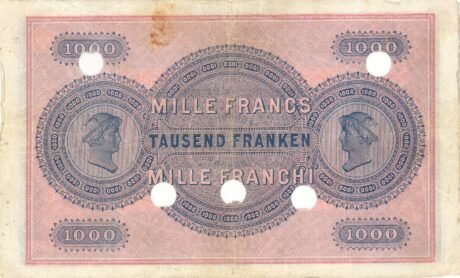 1000 1000
MILLE FRANCS
TAUSEND FRANKEN
MILLE FRANCHI
1000 1000